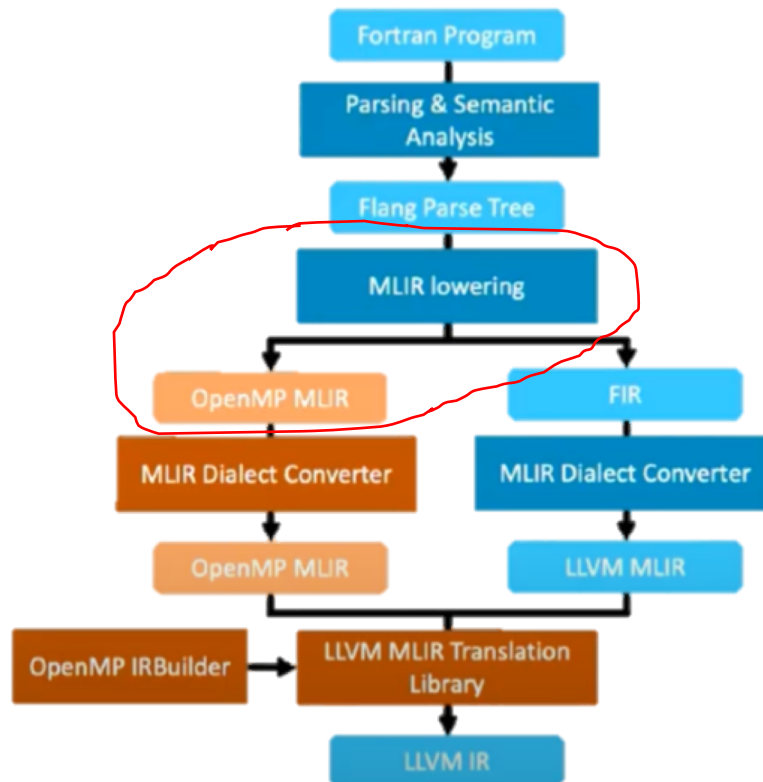 Fortran Program
Parsing & Semantic
Analysis
Flang Parse Tree
MLIR lowering
OpenMP MLIR
FIR
MLIR Dialect Converter
MLIR Dialect Converter
OpenMP MLIR
LLVM MLIR
OpenMP IRBuilder
LLVM MLIR Translation
Library
LLVM IR